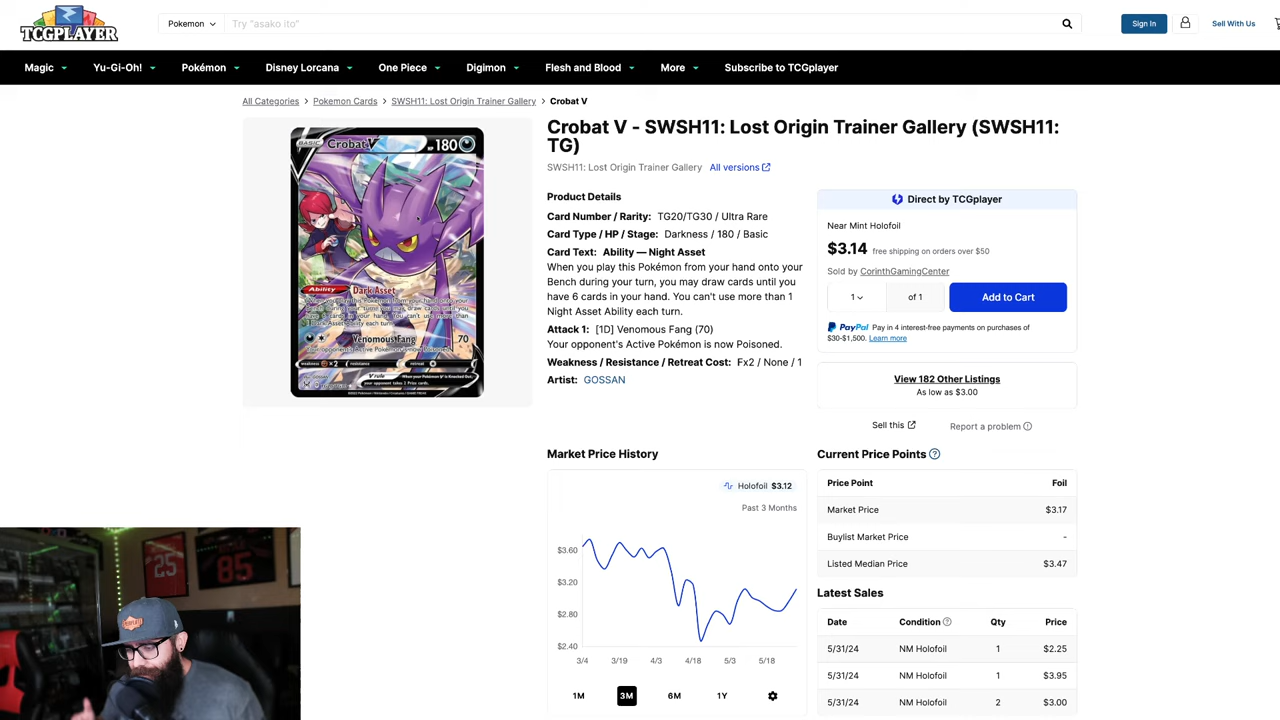 TCGPLAYER
Pokemon
Try "asako ito"
Sign In
Sell With Us
Magic
Yu-Gi-Oh!
Pokémon
Disney Lorcana
One Piece
Digimon
Flesh and Blood
More
Subscribe to TCGplayer
All Categories > Pokemon Cards > SWSH11: Lost Origin Trainer Gallery > Crobat V
BASIC Crobat V HP 180
Ability Dark Asset
Venomous Fang 70
Crobat V - SWSH11: Lost Origin Trainer Gallery (SWSH11:
TG)
SWSH11: Lost Origin Trainer Gallery All versions
Product Details
Card Number / Rarity: TG20/TG30 / Ultra Rare
Card Type / HP / Stage: Darkness / 180 / Basic
Card Text: Ability — Night Asset
When you play this Pokémon from your hand onto your
Bench during your turn, you may draw cards until you
have 6 cards in your hand. You can't use more than 1
Night Asset Ability each turn.
Attack 1: [1D] Venomous Fang (70)
Your opponent's Active Pokémon is now Poisoned.
Weakness / Resistance / Retreat Cost: Fx2 / None / 1
Artist: GOSSAN
Direct by TCGplayer
Near Mint Holofoil
$3.14 free shipping on orders over $50
Sold by CorinthGamingCenter
1 of 1 Add to Cart
PayPal Pay in 4 interest-free payments on purchases of
$30-$1,500. Learn more
View 182 Other Listings
As low as $3.00
Sell this Report a problem
Market Price History
Holofoil $3.12
Past 3 Months
$3.60
$3.20
$2.80
$2.40
3/4 3/19 4/3 4/18 5/3 5/18
1M 3M 6M 1Y
Current Price Points
Price Point Foil
Market Price $3.17
Buylist Market Price -
Listed Median Price $3.47
Latest Sales
Date Condition Qty Price
5/31/24 NM Holofoil 1 $2.25
5/31/24 NM Holofoil 1 $3.95
5/31/24 NM Holofoil 2 $3.00
25
85